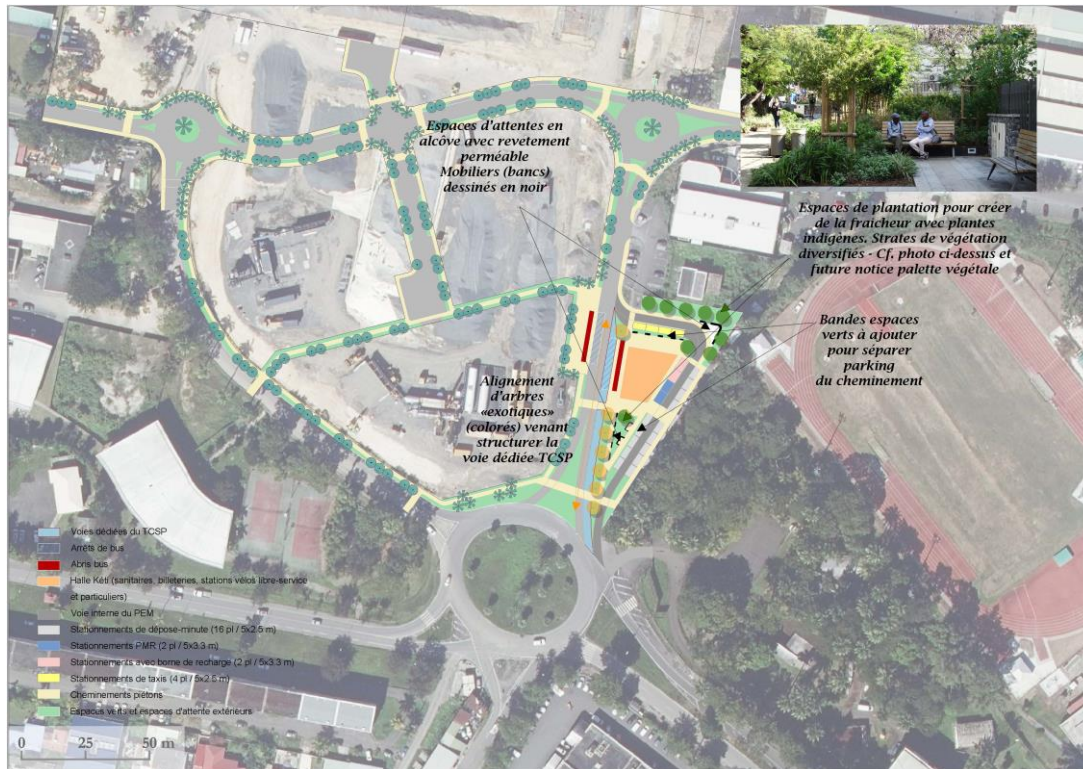 Espaces d'attentes en
alcôve avec revetement
perméable
Mobiliers (bancs)
dessinés en noir
Espaces de plantation pour créer
de la fraicheur avec plantes
indigènes. Strates de végétation
diversifiés - Cf. photo ci-dessus et
future notice palette végétale
Bandes espaces
verts à ajouter
pour séparer
parking
du cheminement
Alignement
d'arbres
«exotiques»
(colorés) venant
structurer la
voie dédiée TCSP
Voies dédiées du TCSP
Arrêts de bus
Abris bus
Halle Kéti (sanitaires, billeteries, stations vélos libre-service
et particuliers)
Voie interne du PEM
Stationnements de dépose-minute (16 pl / 5x2.5 m)
Stationnements PMR (2 pl / 5x3.3 m)
Stationnements avec borne de recharge (2 pl / 5x3.3 m)
Stationnements de taxis (4 pl / 5x2.5 m)
Cheminements piétons
Espaces verts et espaces d'attente extérieurs
0 25 50 m